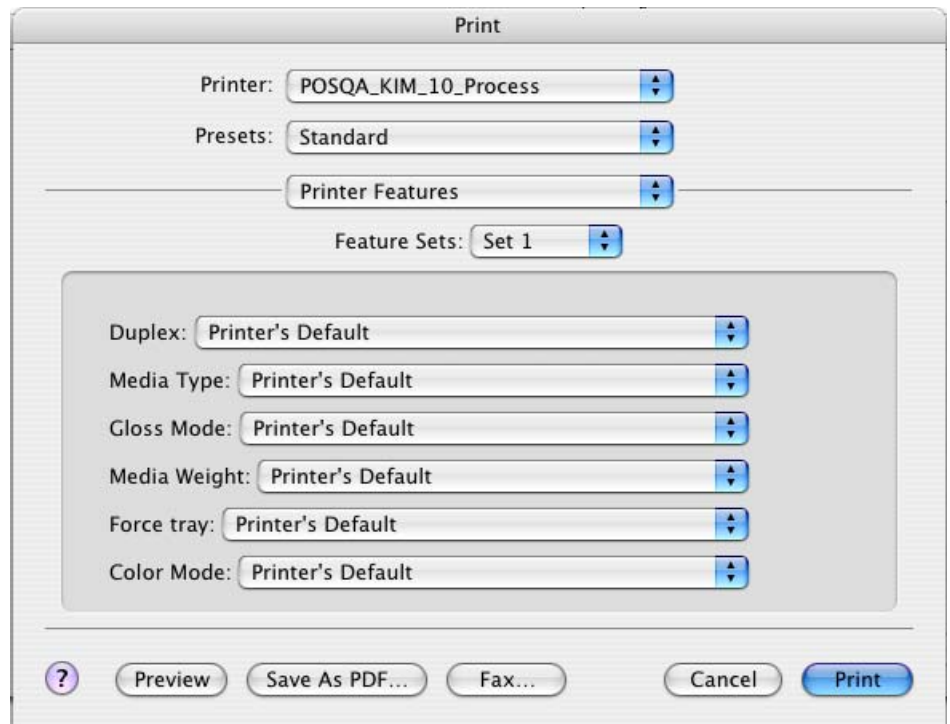 Print
Printer: POSQA_KIM_10_Process
Presets: Standard
Printer Features
Feature Sets: Set 1
Duplex: Printer's Default
Media Type: Printer's Default
Gloss Mode: Printer's Default
Media Weight: Printer's Default
Force tray: Printer's Default
Color Mode: Printer's Default
? Preview Save As PDF... Fax... Cancel Print